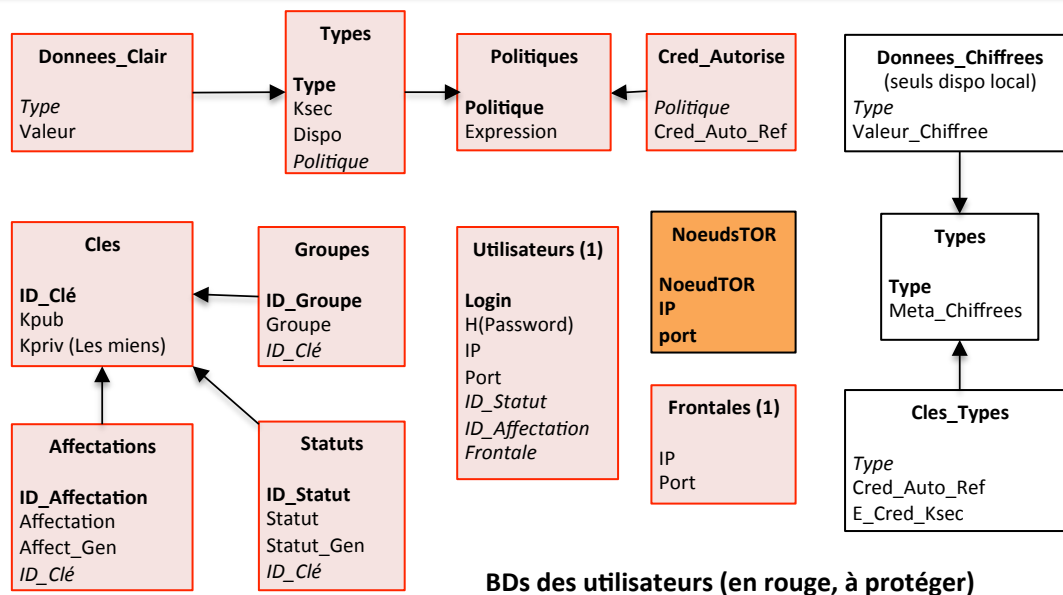 Donnees_Clair
Type
Valeur
Types
Type
Ksec
Dispo
Politique
Politiques
Politique
Expression
Cred_Autorise
Politique
Cred_Auto_Ref
Donnees_Chiffrees
(seuls dispo local)
Type
Valeur_Chiffree
Cles
ID_Clé
Kpub
Kpriv (Les miens)
Groupes
ID_Groupe
Groupe
ID_Clé
Utilisateurs (1)
Login
H(Password)
IP
Port
ID_Statut
ID_Affectation
Frontale
NoeudsTOR
NoeudTOR
IP
port
Types
Type
Meta_Chiffrees
Affectations
ID_Affectation
Affectation
Affect_Gen
ID_Clé
Statuts
ID_Statut
Statut
Statut_Gen
ID_Clé
Frontales (1)
IP
Port
Cles_Types
Type
Cred_Auto_Ref
E_Cred_Ksec
BDs des utilisateurs (en rouge, à protéger)